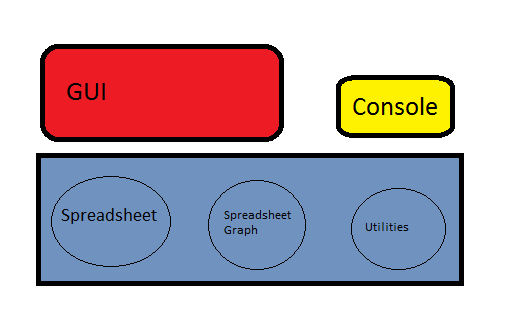 GUI
Console
Spreadsheet
Spreadsheet
Graph
Utilities